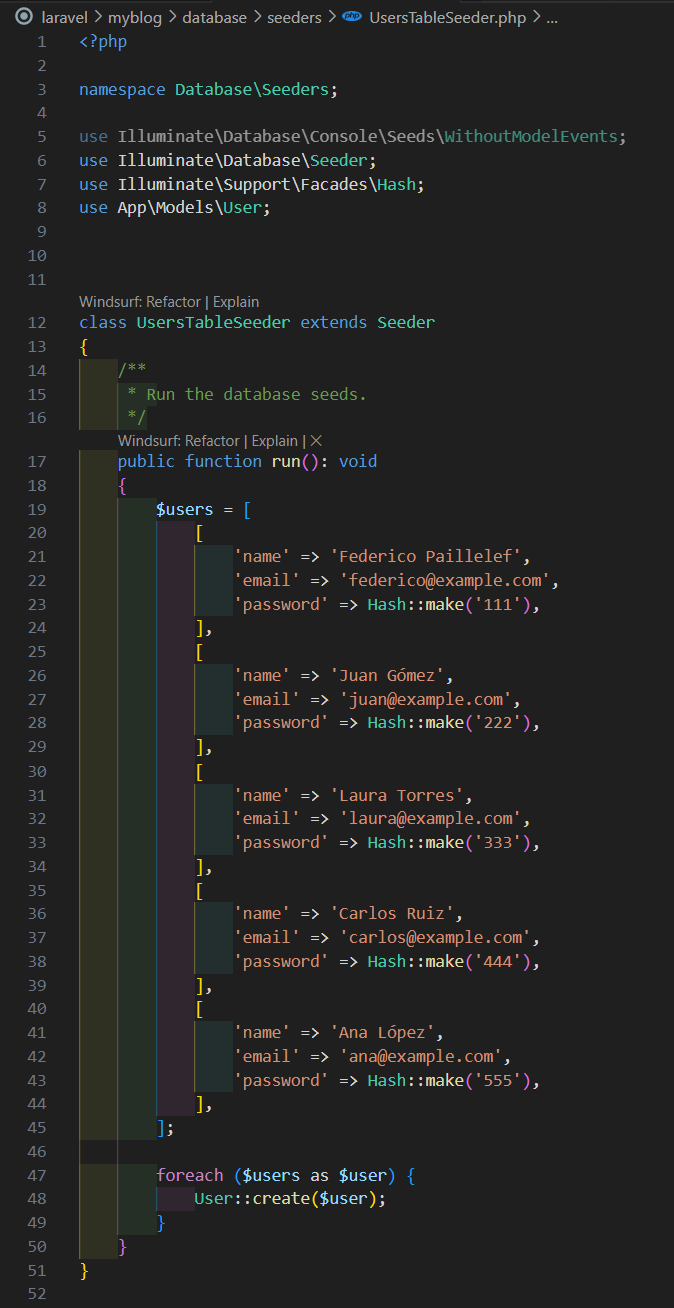 laravel > myblog > database > seeders > php UsersTableSeeder.php > ...
1 <?php
2
3 namespace Database\Seeders;
4
5 use Illuminate\Database\Console\Seeds\WithoutModelEvents;
6 use Illuminate\Database\Seeder;
7 use Illuminate\Support\Facades\Hash;
8 use App\Models\User;
9
10
11
Windsurf: Refactor | Explain
12 class UsersTableSeeder extends Seeder
13 {
14     /**
15      * Run the database seeds.
16      */
Windsurf: Refactor | Explain | ×
17     public function run(): void
18     {
19         $users = [
20             [
21                 'name' => 'Federico Paillelef',
22                 'email' => 'federico@example.com',
23                 'password' => Hash::make('111'),
24             ],
25             [
26                 'name' => 'Juan Gómez',
27                 'email' => 'juan@example.com',
28                 'password' => Hash::make('222'),
29             ],
30             [
31                 'name' => 'Laura Torres',
32                 'email' => 'laura@example.com',
33                 'password' => Hash::make('333'),
34             ],
35             [
36                 'name' => 'Carlos Ruiz',
37                 'email' => 'carlos@example.com',
38                 'password' => Hash::make('444'),
39             ],
40             [
41                 'name' => 'Ana López',
42                 'email' => 'ana@example.com',
43                 'password' => Hash::make('555'),
44             ],
45         ];
46
47         foreach ($users as $user) {
48             User::create($user);
49         }
50     }
51 }
52